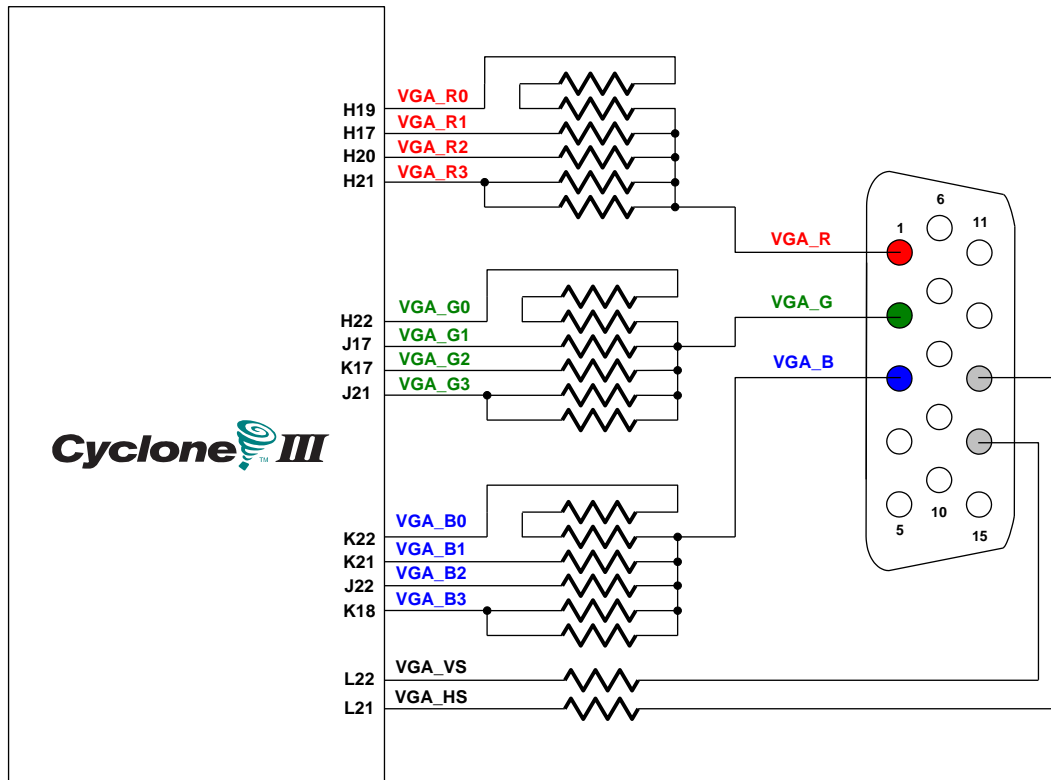 H19 VGA_R0
H17 VGA_R1
H20 VGA_R2
H21 VGA_R3
VGA_R
1
6
11
H22 VGA_G0
J17 VGA_G1
K17 VGA_G2
J21 VGA_G3
VGA_G
VGA_B
Cyclone III
TM
5
10
15
K22 VGA_B0
K21 VGA_B1
J22 VGA_B2
K18 VGA_B3
L22 VGA_VS
L21 VGA_HS